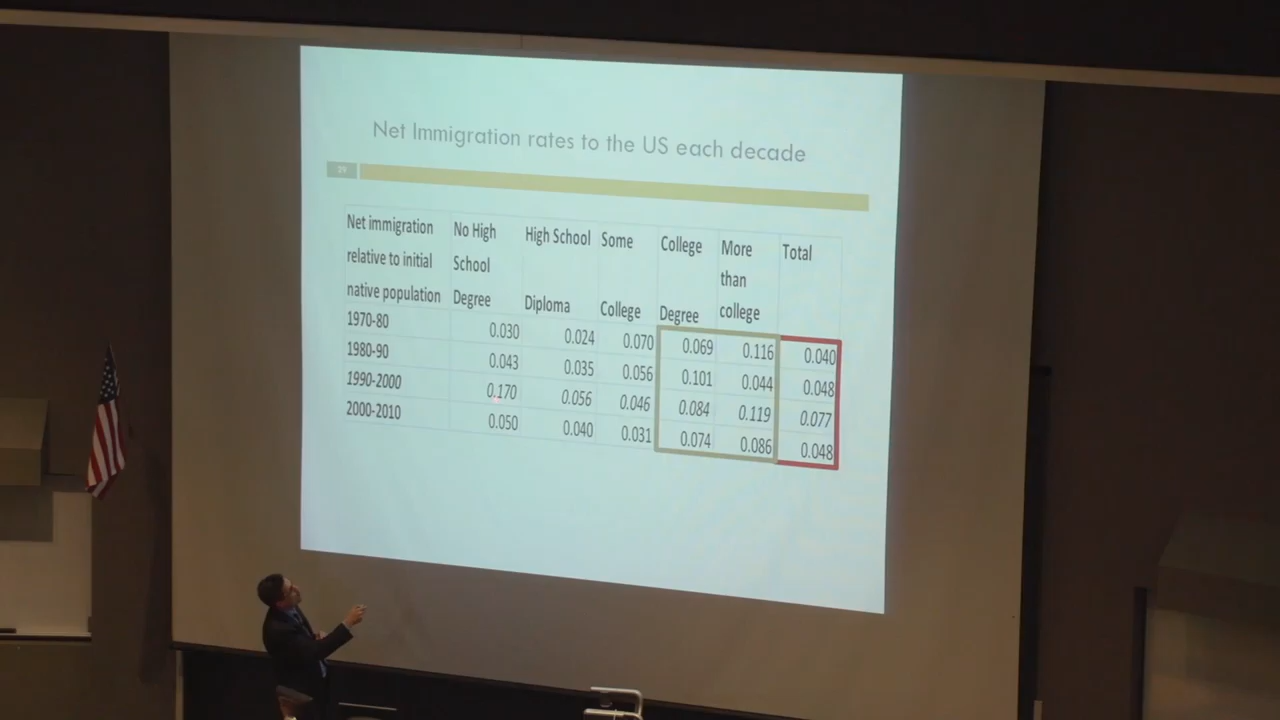 Net Immigration rates to the US each decade
39
Net immigration relative to initial native population | No High School Degree | High School Diploma | Some College | College Degree | More than college | Total
1970-80 0.030 0.024 0.070 0.069 0.116 0.040
1980-90 0.043 0.035 0.056 0.101 0.044 0.048
1990-2000 0.170 0.056 0.046 0.084 0.119 0.077
2000-2010 0.050 0.040 0.031 0.074 0.086 0.048